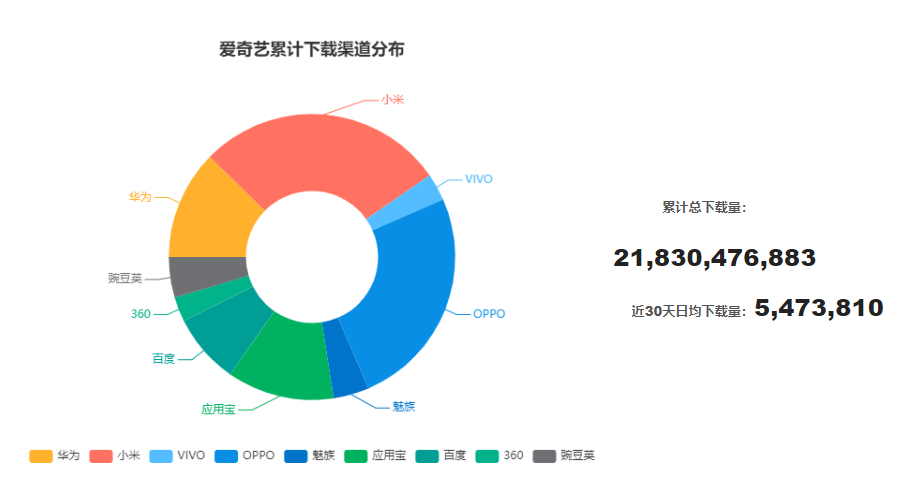 爱奇艺累计下载渠道分布
小米
VIVO
华为
豌豆荚
360
OPPO
百度
应用宝
魅族
累计总下载量：
21,830,476,883
近30天日均下载量：5,473,810
华为 小米 VIVO OPPO 魅族 应用宝 百度 360 豌豆荚